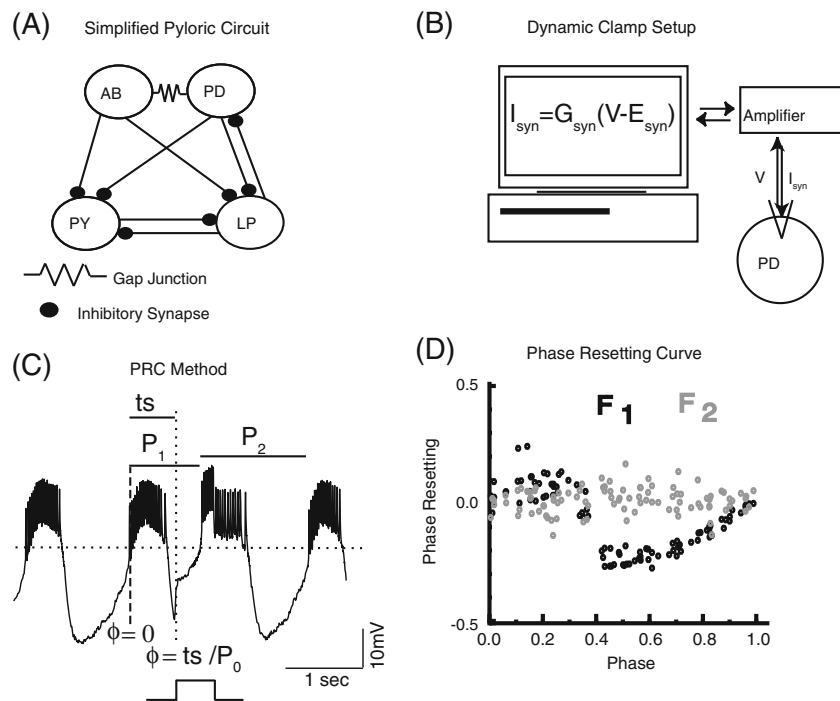 (A) Simplified Pyloric Circuit
AB
PD
PY
LP
Gap Junction
Inhibitory Synapse
(B) Dynamic Clamp Setup
I_syn=G_syn(V-E_syn)
Amplifier
V
I_syn
PD
(C) PRC Method
ts
P_1
P_2
ϕ=0
ϕ=ts/P_0
10mV
1 sec
(D) Phase Resetting Curve
F_1
F_2
Phase Resetting
0.5
0.0
-0.5
0.0 0.2 0.4 0.6 0.8 1.0
Phase